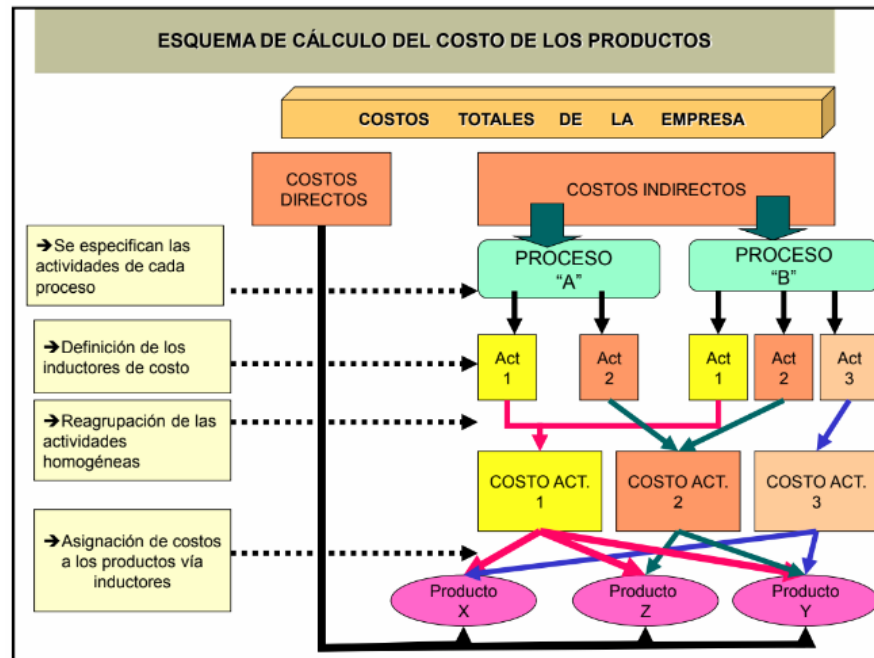 ESQUEMA DE CÁLCULO DEL COSTO DE LOS PRODUCTOS
COSTOS TOTALES DE LA EMPRESA
COSTOS
DIRECTOS
COSTOS INDIRECTOS
➔Se especifican las
actividades de cada
proceso
PROCESO
“A”
PROCESO
“B”
➔Definición de los
inductores de costo
Act
1
Act
2
Act
1
Act
2
Act
3
➔Reagrupación de las
actividades
homogéneas
COSTO ACT.
1
COSTO ACT.
2
COSTO ACT.
3
➔Asignación de costos
a los productos vía
inductores
Producto
X
Producto
Z
Producto
Y